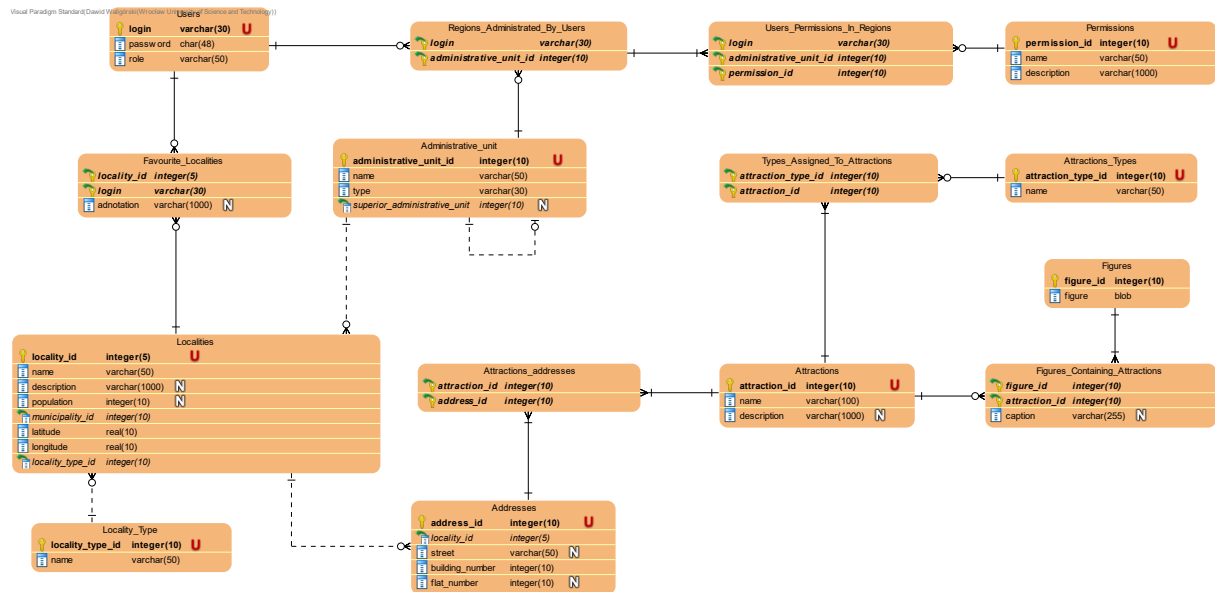 Visual Paradigm Standard(Dawid Waligórski(Wrocław University of Science and Technology))
Users
login varchar(30) U
password char(48)
role varchar(50)
Regions_Administrated_By_Users
login varchar(30)
administrative_unit_id integer(10)
Users_Permissions_In_Regions
login varchar(30)
administrative_unit_id integer(10)
permission_id integer(10)
Permissions
permission_id integer(10) U
name varchar(50)
description varchar(1000)
Favourite_Localities
locality_id integer(5)
login varchar(30)
adnotation varchar(1000) N
Administrative_unit
administrative_unit_id integer(10) U
name varchar(50)
type varchar(30)
superior_administrative_unit integer(10) N
Types_Assigned_To_Attractions
attraction_type_id integer(10)
attraction_id integer(10)
Attractions_Types
attraction_type_id integer(10) U
name varchar(50)
Figures
figure_id integer(10)
figure blob
Localities
locality_id integer(5) U
name varchar(50)
description varchar(1000) N
population integer(10) N
municipality_id integer(10)
latitude real(10)
longitude real(10)
locality_type_id integer(10)
Attractions_addresses
attraction_id integer(10)
address_id integer(10)
Attractions
attraction_id integer(10) U
name varchar(100)
description varchar(1000) N
Figures_Containing_Attractions
figure_id integer(10)
attraction_id integer(10)
caption varchar(255) N
Locality_Type
locality_type_id integer(10) U
name varchar(50)
Addresses
address_id integer(10) U
locality_id integer(5)
street varchar(50) N
building_number integer(10)
flat_number integer(10) N